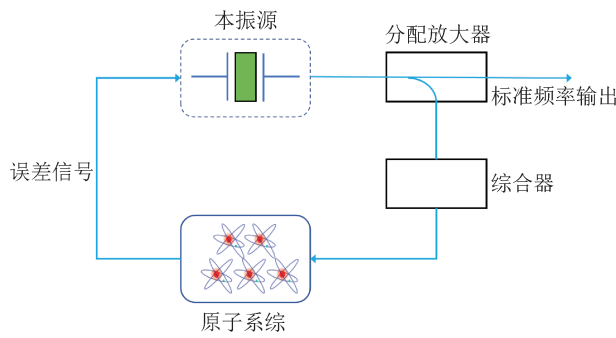 本振源
分配放大器
标准频率输出
误差信号
综合器
原子系综